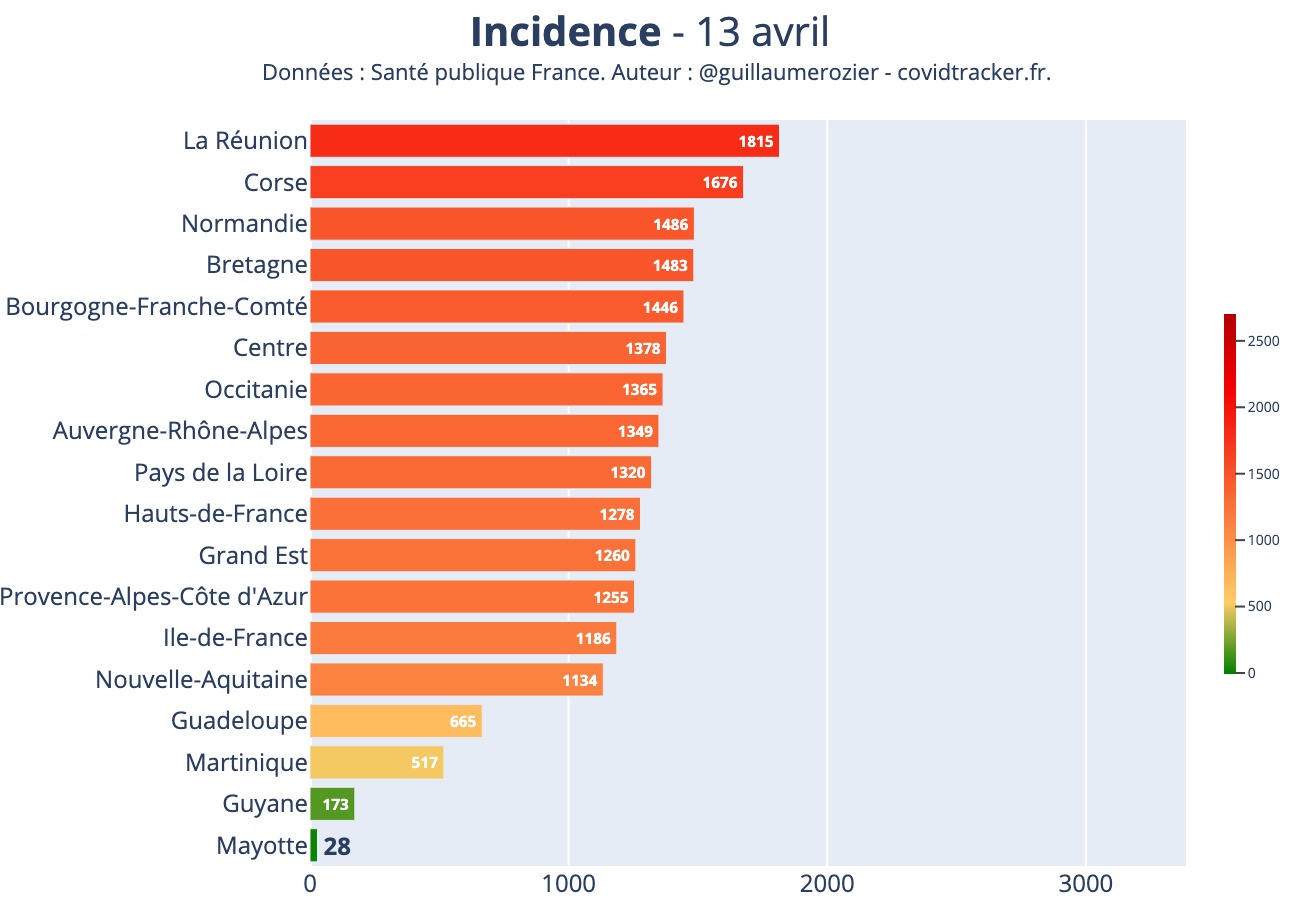 Incidence - 13 avril
Données : Santé publique France. Auteur : @guillaumerozier - covidtracker.fr.
La Réunion 1815
Corse 1676
Normandie 1486
Bretagne 1483
Bourgogne-Franche-Comté 1446
Centre 1378
Occitanie 1365
Auvergne-Rhône-Alpes 1349
Pays de la Loire 1320
Hauts-de-France 1278
Grand Est 1260
Provence-Alpes-Côte d'Azur 1255
Ile-de-France 1186
Nouvelle-Aquitaine 1134
Guadeloupe 665
Martinique 517
Guyane 173
Mayotte 28
0 1000 2000 3000
2500
2000
1500
1000
500
0